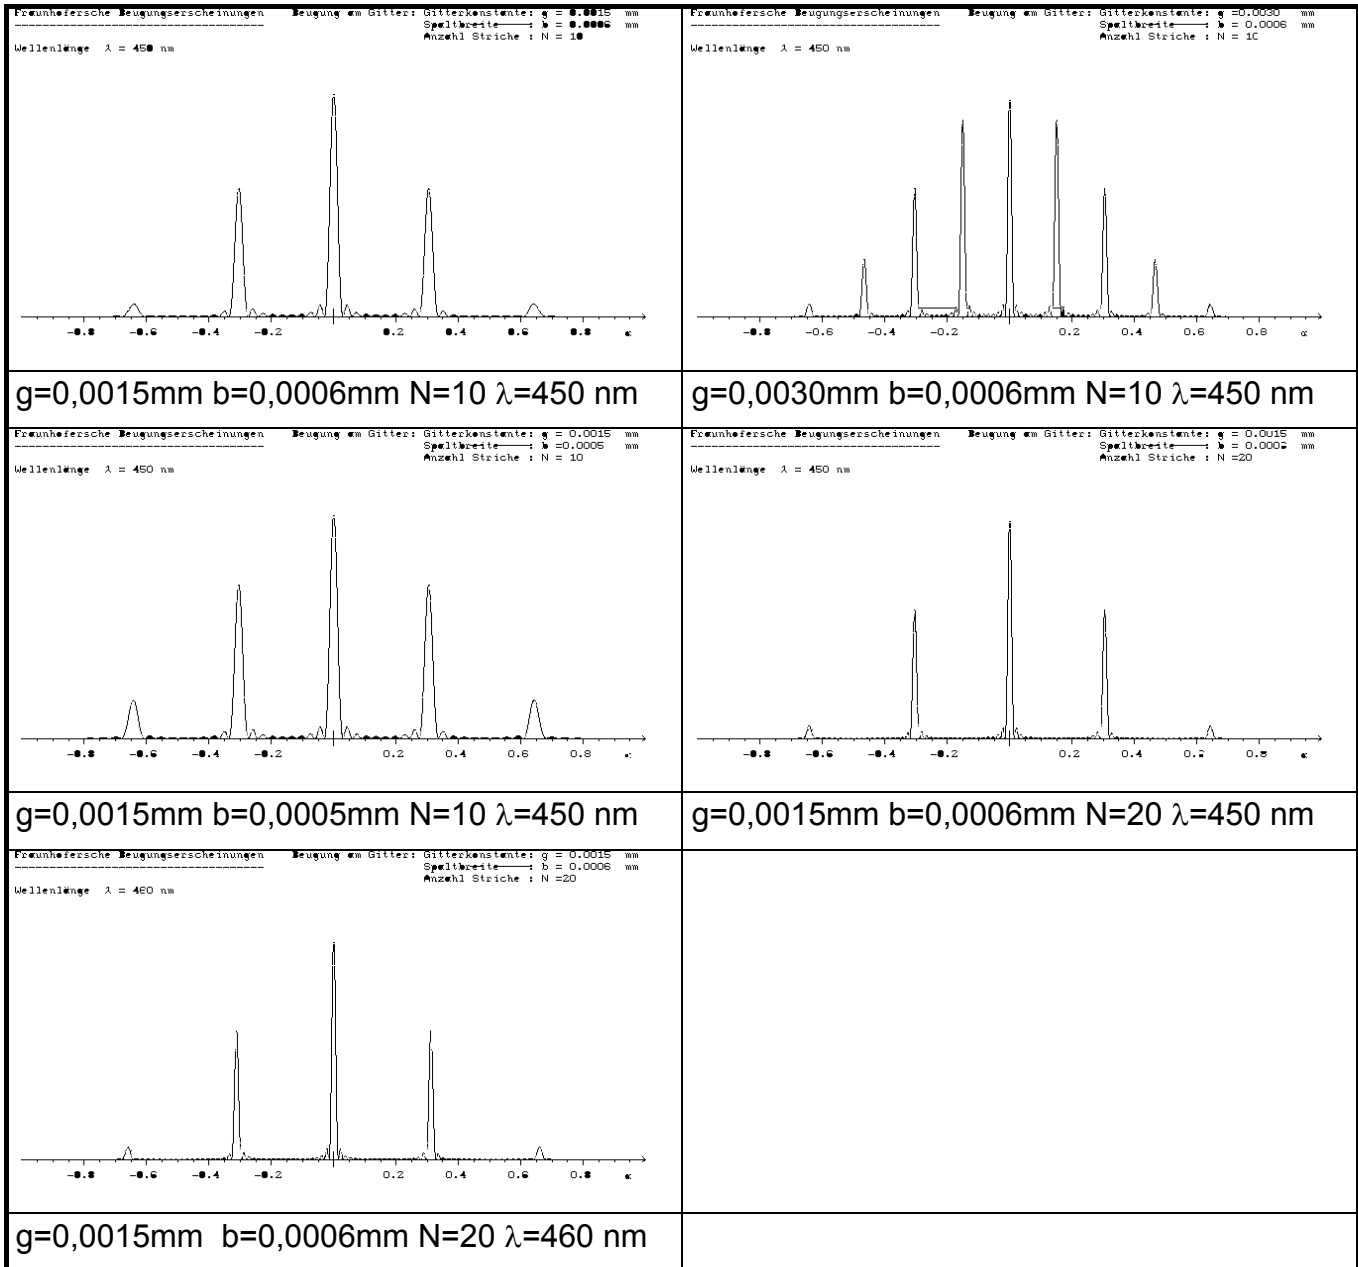 Fraunhofersche Beugungserscheinungen Beugung am Gitter: Gitterkonstante: g = 0.0015 mm
Spaltbreite : b = 0.0006 mm
Anzahl Striche : N = 10
Wellenlänge λ = 450 nm
-0.8 -0.6 -0.4 -0.2 0.2 0.4 0.6 0.8 α
g=0,0015mm b=0,0006mm N=10 λ=450 nm
Fraunhofersche Beugungserscheinungen Beugung am Gitter: Gitterkonstante: g =0.0030 mm
Spaltbreite : b = 0.0006 mm
Anzahl Striche : N = 10
Wellenlänge λ = 450 nm
-0.8 -0.6 -0.4 -0.2 0.2 0.4 0.6 0.8 α
g=0,0030mm b=0,0006mm N=10 λ=450 nm
Fraunhofersche Beugungserscheinungen Beugung am Gitter: Gitterkonstante: g = 0.0015 mm
Spaltbreite : b =0.0005 mm
Anzahl Striche : N = 10
Wellenlänge λ = 450 nm
-0.8 -0.6 -0.4 -0.2 0.2 0.4 0.6 0.8
g=0,0015mm b=0,0005mm N=10 λ=450 nm
Fraunhofersche Beugungserscheinungen Beugung am Gitter: Gitterkonstante: g = 0.0015 mm
Spaltbreite : b = mm
Anzahl Striche : N =20
Wellenlänge λ = 450 nm
-0.8 -0.6 -0.4 -0.2 0.2 0.4 0.6 0.8 α
g=0,0015mm b=0,0006mm N=20 λ=450 nm
Fraunhofersche Beugungserscheinungen Beugung am Gitter: Gitterkonstante: g = 0.0015 mm
Spaltbreite : b = 0.0006 mm
Anzahl Striche : N =20
Wellenlänge λ = 460 nm
-0.8 -0.6 -0.4 -0.2 0.2 0.4 0.6 0.8 α
g=0,0015mm b=0,0006mm N=20 λ=460 nm